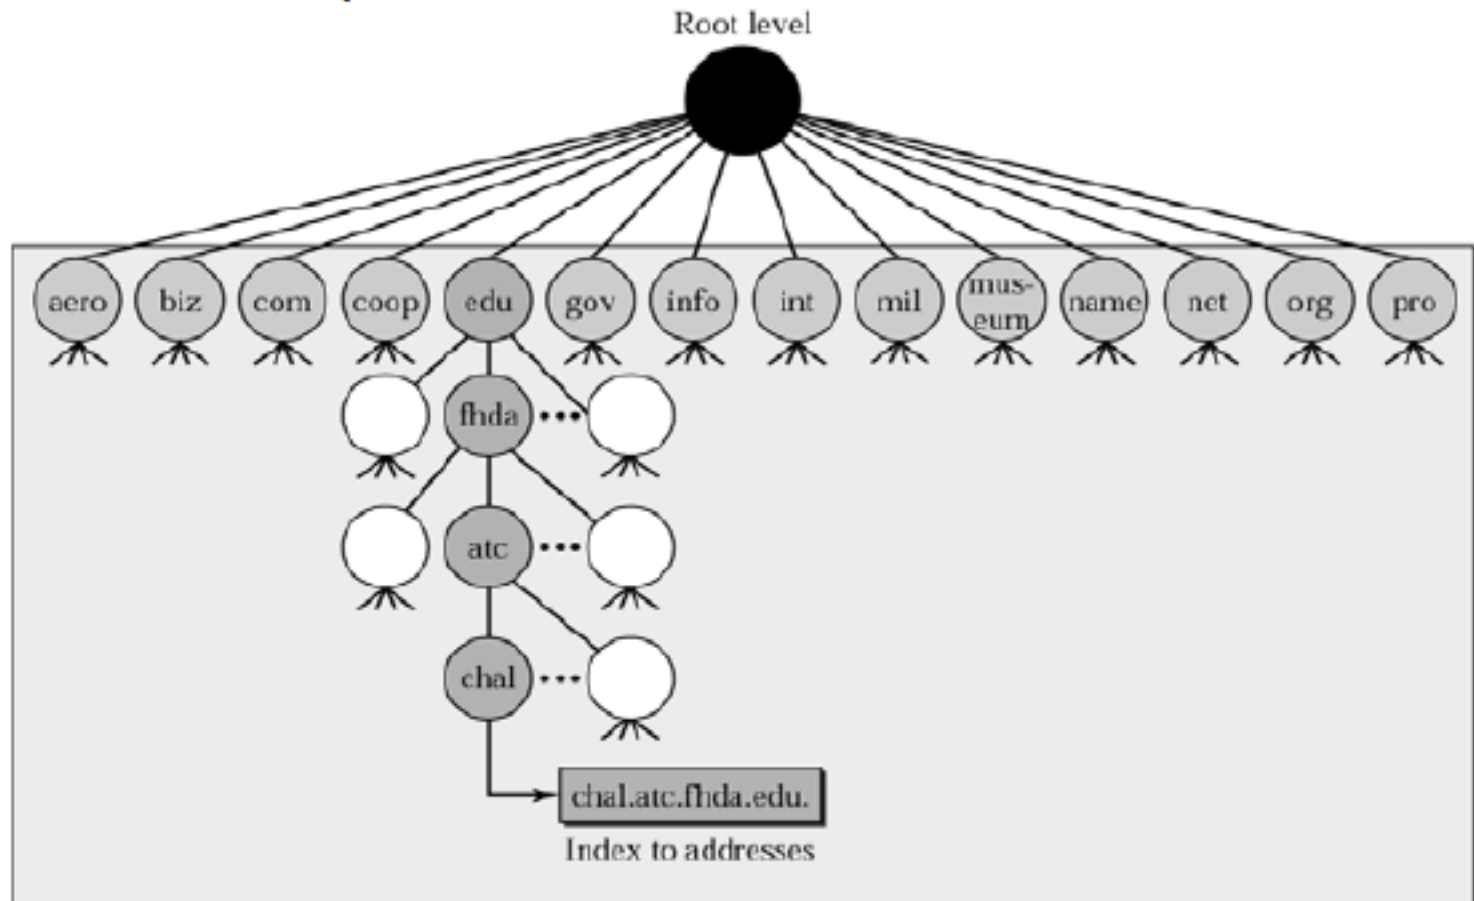 Root level
aero biz com coop edu gov info int mil mus-
eum name net org pro
fhda
atc
chal
chal.atc.fhda.edu.
Index to addresses